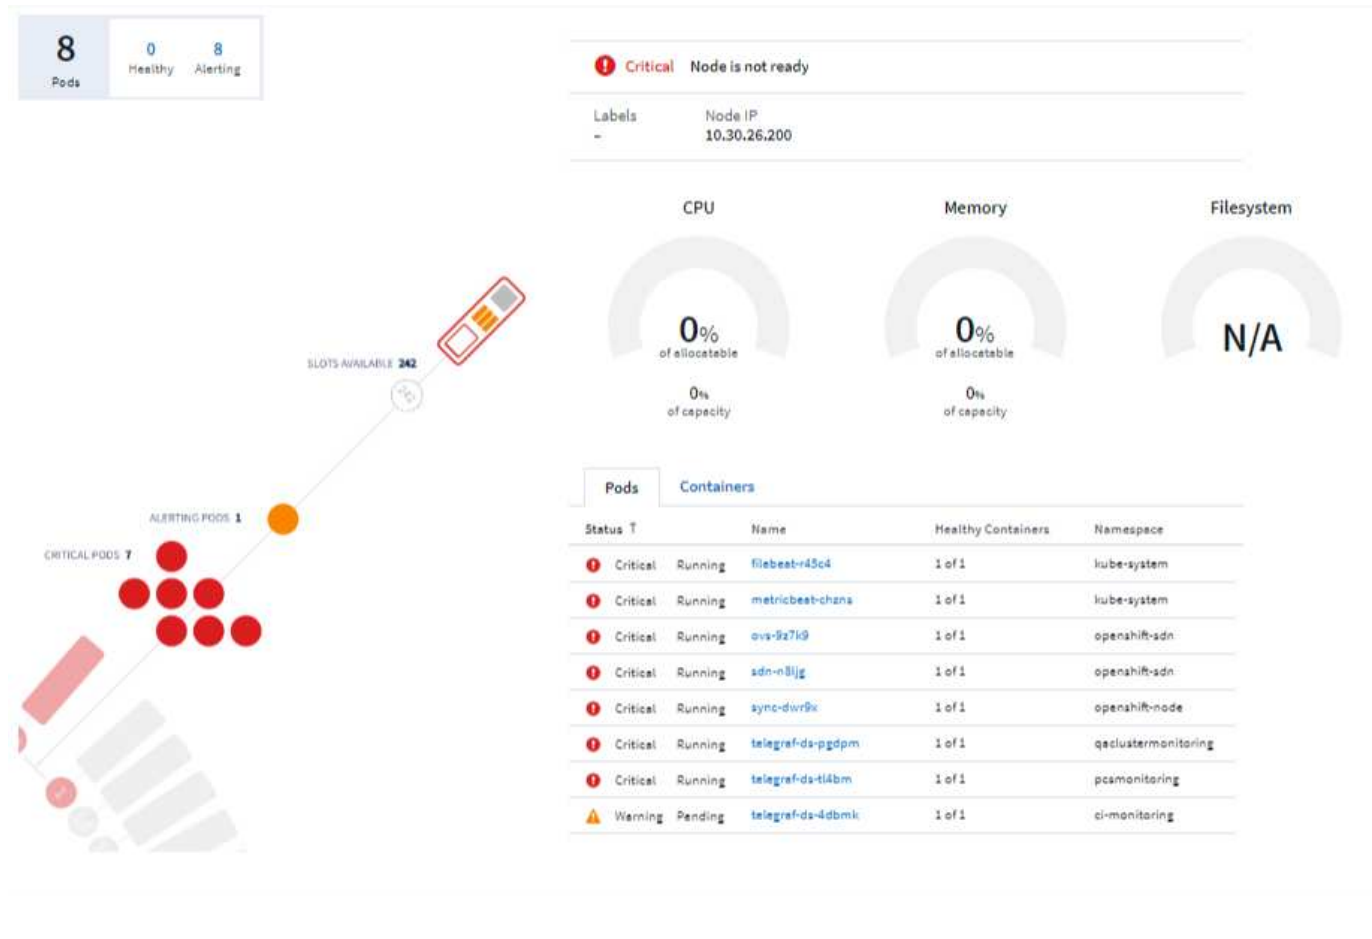 8
Pods
0
Healthy
8
Alerting
Critical Node is not ready
Labels
-
Node IP
10.30.26.200
CPU
Memory
Filesystem
0%
of allocatable
0%
of capacity
0%
of allocatable
0%
of capacity
N/A
SLOTS AVAILABLE 242
242
ALERTING PODS 1
CRITICAL PODS 7
Pods Containers
Status ↑ Name Healthy Containers Namespace
Critical Running filebeat-r45c4 1 of 1 kube-system
Critical Running 1 of 1 kube-system
Critical Running ovs-9z7k9 1 of 1 openshift-sdn
Critical Running 1 of 1 openshift-sdn
Critical Running sync-dwr9x 1 of 1 openshift-node
Critical Running telegraf-ds-pgdpm 1 of 1 qaclustermonitoring
Critical Running telegraf-ds-tl4bm 1 of 1 pcamonitoring
Warning Pending telegraf-ds-4dbmk 1 of 1 ci-monitoring